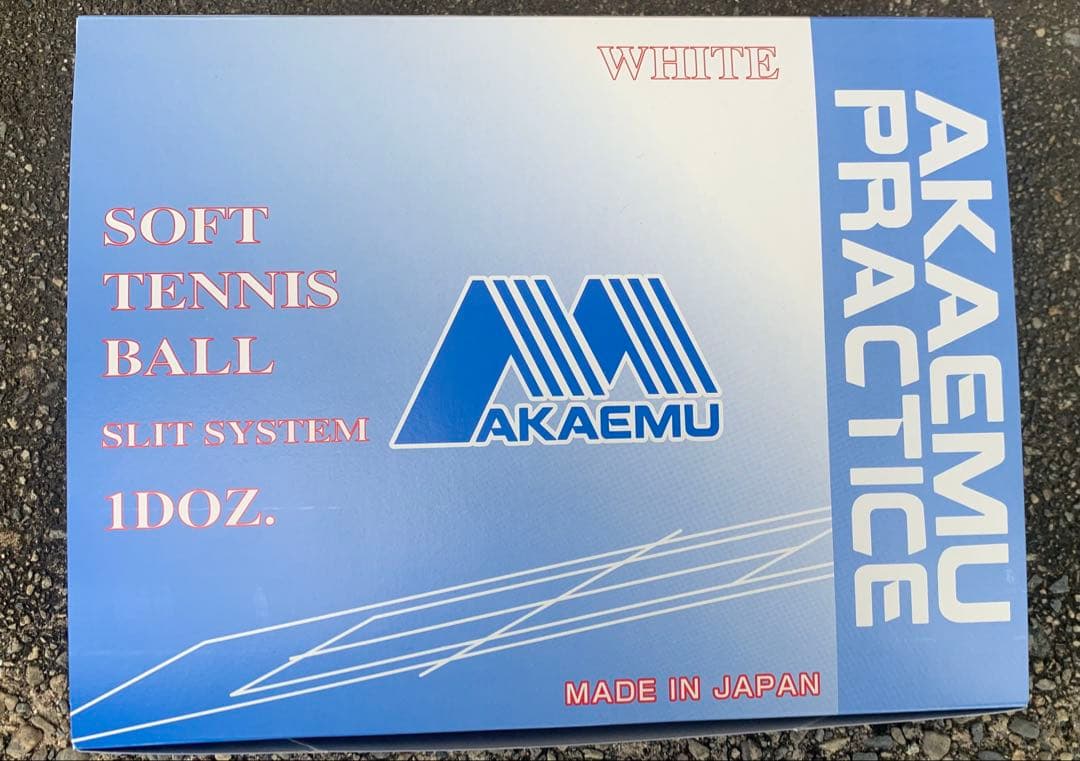 WHITE
SOFT
TENNIS
BALL
SLIT SYSTEM
1DOZ.
AKAEMU
MADE IN JAPAN
AKAEMU
PRACTICE